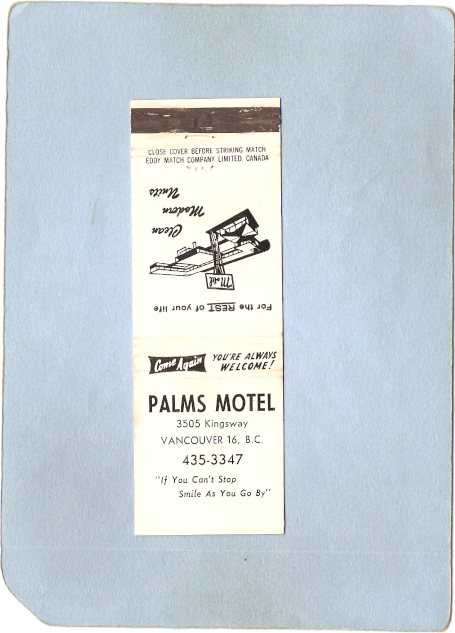 CLOSE COVER BEFORE STRIKING MATCH
EDDY MATCH COMPANY LIMITED, CANADA
Clean
Modern
Units
Motel
For the REST of your life
Come Again YOU'RE ALWAYS
WELCOME!
PALMS MOTEL
3505 Kingsway
VANCOUVER 16, B.C.
435-3347
"If You Can't Stop
Smile As You Go By"